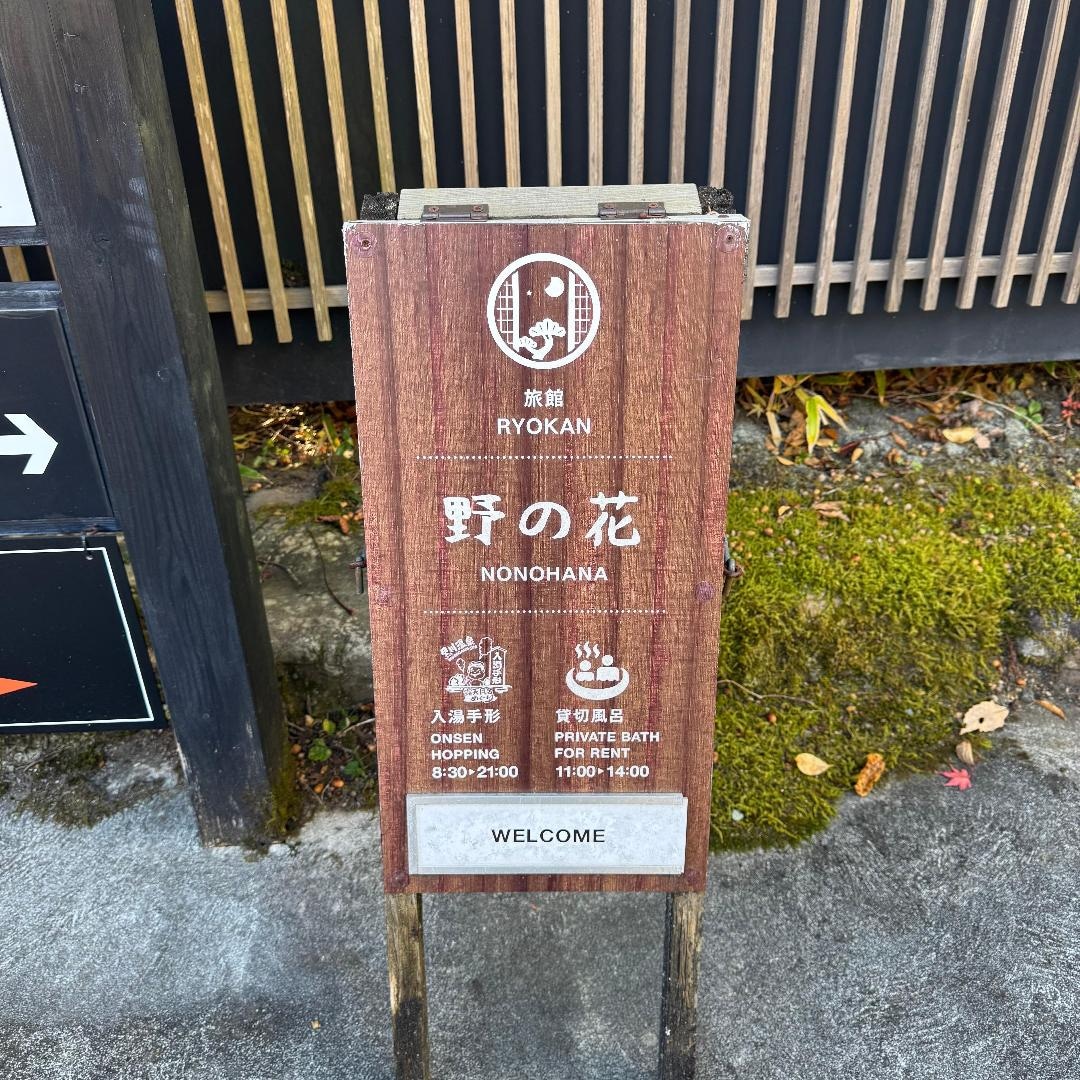 旅館
RYOKAN
野の花
NONOHANA
入湯手形
ONSEN
HOPPING
8:30▸21:00
貸切風呂
PRIVATE BATH
FOR RENT
11:00▸14:00
WELCOME